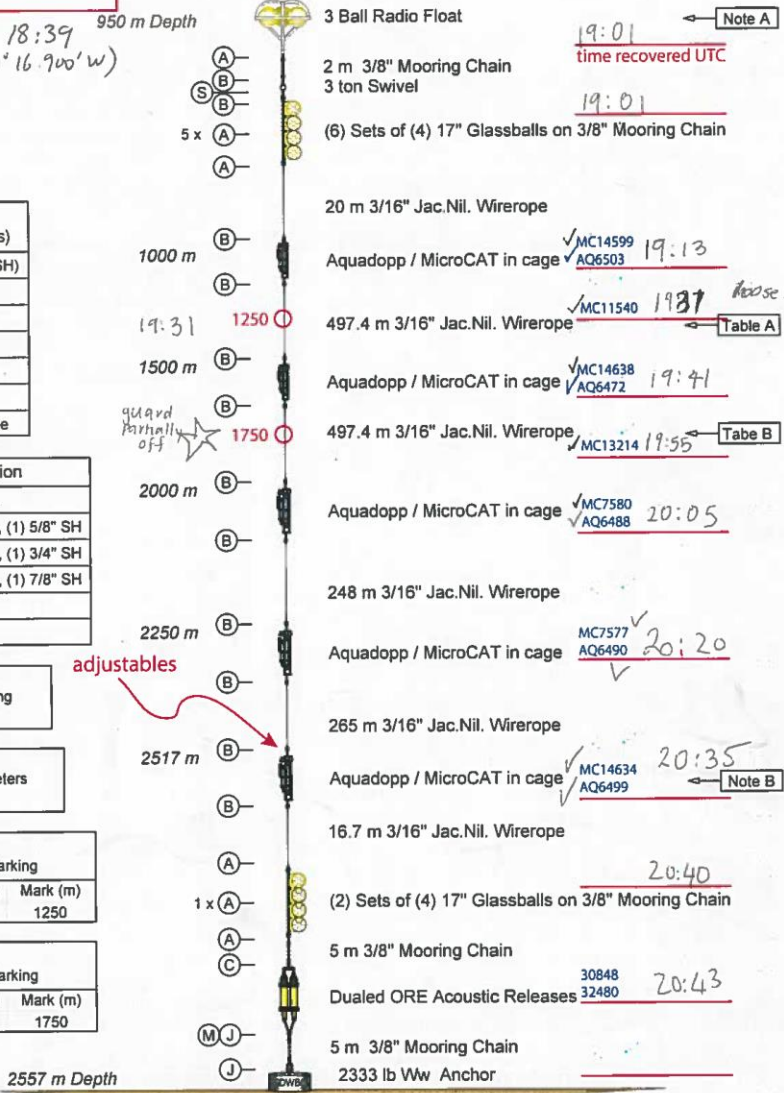 950 m Depth
18:39
16.900' W)
3 Ball Radio Float
Note A
19:01
time recovered UTC
A
2 m 3/8" Mooring Chain
B
S
3 ton Swivel
B
19:01
5 x A
(6) Sets of (4) 17" Glassballs on 3/8" Mooring Chain
A
20 m 3/16" Jac.Nil. Wirerope
s)
SH)
B
1000 m
Aquadopp / MicroCAT in cage
✓MC14599
✓AQ6503
19:13
B
19:31
1250
497.4 m 3/16" Jac.Nil. Wirerope
✓MC11540
Table A
B
1500 m
Aquadopp / MicroCAT in cage
✓MC14638
✓AQ6472
19:41
B
e
guard
partially
off
1750
497.4 m 3/16" Jac.Nil. Wirerope
✓MC13214 19:55
Tabe B
tion
B
2000 m
Aquadopp / MicroCAT in cage
✓MC7580
✓AQ6488
20:05
B
, (1) 5/8" SH
, (1) 3/4" SH
, (1) 7/8" SH
248 m 3/16" Jac.Nil. Wirerope
B
2250 m
Aquadopp / MicroCAT in cage
MC7577 ✓
AQ6490
✓
20:20
B
adjustables
ng
265 m 3/16" Jac.Nil. Wirerope
B
2517 m
Aquadopp / MicroCAT in cage
✓MC14634
✓AQ6499
20:35
Note B
B
eters
16.7 m 3/16" Jac.Nil. Wirerope
A
20:40
1 x A
(2) Sets of (4) 17" Glassballs on 3/8" Mooring Chain
arking
Mark (m)
1250
A
5 m 3/8" Mooring Chain
C
Dualed ORE Acoustic Releases
30848
32480
20:43
arking
Mark (m)
1750
M J
5 m 3/8" Mooring Chain
J
2557 m Depth
DWB
2333 lb Ww Anchor